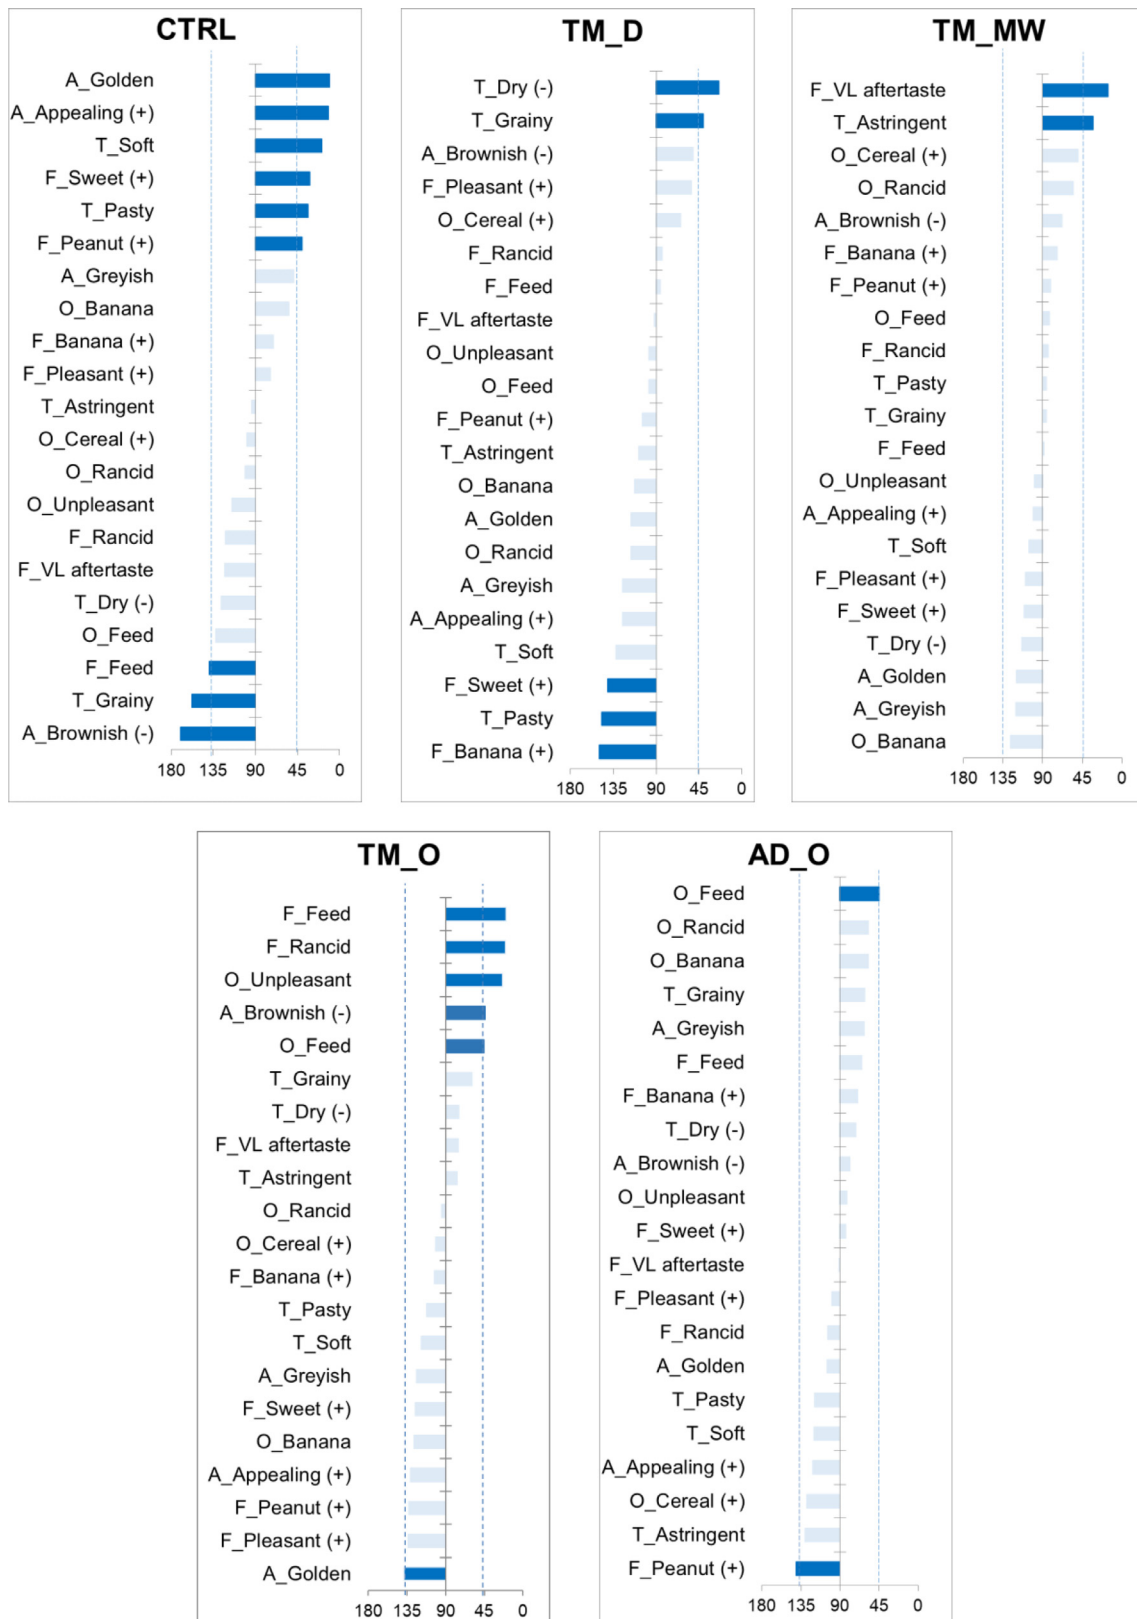 CTRL
A_Golden
A_Appealing (+)
T_Soft
F_Sweet (+)
T_Pasty
F_Peanut (+)
A_Greyish
O_Banana
F_Banana (+)
F_Pleasant (+)
T_Astringent
O_Cereal (+)
O_Rancid
O_Unpleasant
F_Rancid
F_VL aftertaste
T_Dry (-)
O_Feed
F_Feed
T_Grainy
A_Brownish (-)
180 135 90 45 0
TM_D
T_Dry (-)
T_Grainy
A_Brownish (-)
F_Pleasant (+)
O_Cereal (+)
F_Rancid
F_Feed
F_VL aftertaste
O_Unpleasant
O_Feed
F_Peanut (+)
T_Astringent
O_Banana
A_Golden
O_Rancid
A_Greyish
A_Appealing (+)
T_Soft
F_Sweet (+)
T_Pasty
F_Banana (+)
180 135 90 45 0
TM_MW
F_VL aftertaste
T_Astringent
O_Cereal (+)
O_Rancid
A_Brownish (-)
F_Banana (+)
F_Peanut (+)
O_Feed
F_Rancid
T_Pasty
T_Grainy
F_Feed
O_Unpleasant
A_Appealing (+)
T_Soft
F_Pleasant (+)
F_Sweet (+)
T_Dry (-)
A_Golden
A_Greyish
O_Banana
180 135 90 45 0
TM_O
F_Feed
F_Rancid
O_Unpleasant
A_Brownish (-)
O_Feed
T_Grainy
T_Dry (-)
F_VL aftertaste
T_Astringent
O_Rancid
O_Cereal (+)
F_Banana (+)
T_Pasty
T_Soft
A_Greyish
F_Sweet (+)
O_Banana
A_Appealing (+)
F_Peanut (+)
F_Pleasant (+)
A_Golden
180 135 90 45 0
AD_O
O_Feed
O_Rancid
O_Banana
T_Grainy
A_Greyish
F_Feed
F_Banana (+)
T_Dry (-)
A_Brownish (-)
O_Unpleasant
F_Sweet (+)
F_VL aftertaste
F_Pleasant (+)
F_Rancid
A_Golden
T_Pasty
T_Soft
A_Appealing (+)
O_Cereal (+)
T_Astringent
F_Peanut (+)
180 135 90 45 0